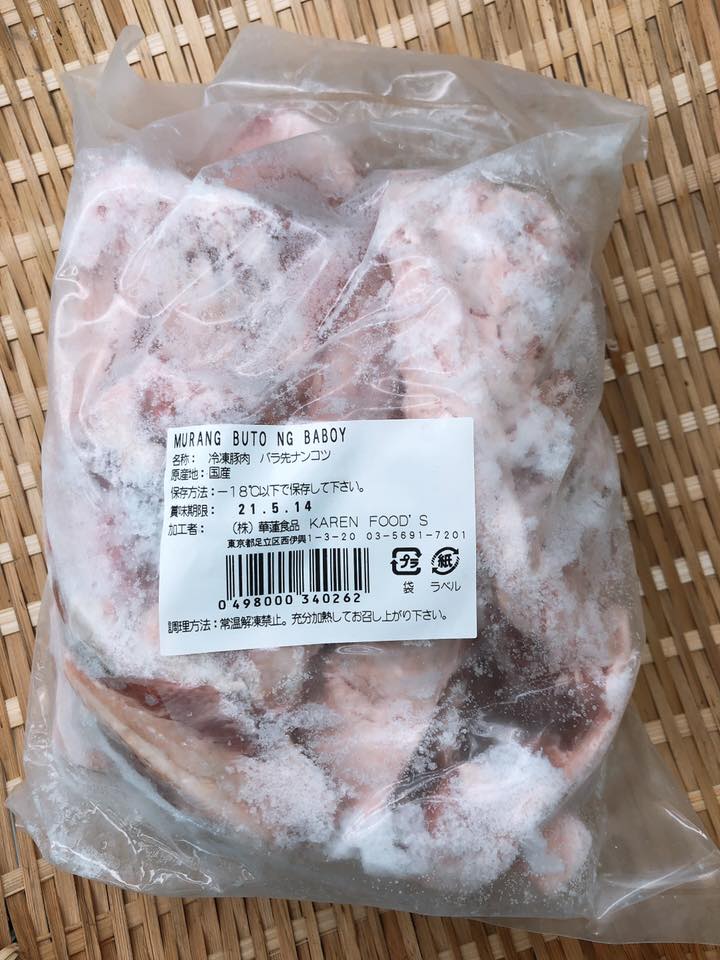 MURANG BUTO NG BABOY
名称： 冷凍豚肉 バラ先ナンコツ
原産地：国産
保存方法：－18℃以下で保存して下さい。
賞味期限： 21.5.14
加工者： （株）華蓮食品 KAREN FOOD'S
東京都足立区西伊興1-3-20 03-5691-7201
プラ 紙
袋 ラベル
0 498000 340262
調理方法：常温解凍禁止。充分加熱してお召し上がり下さい。